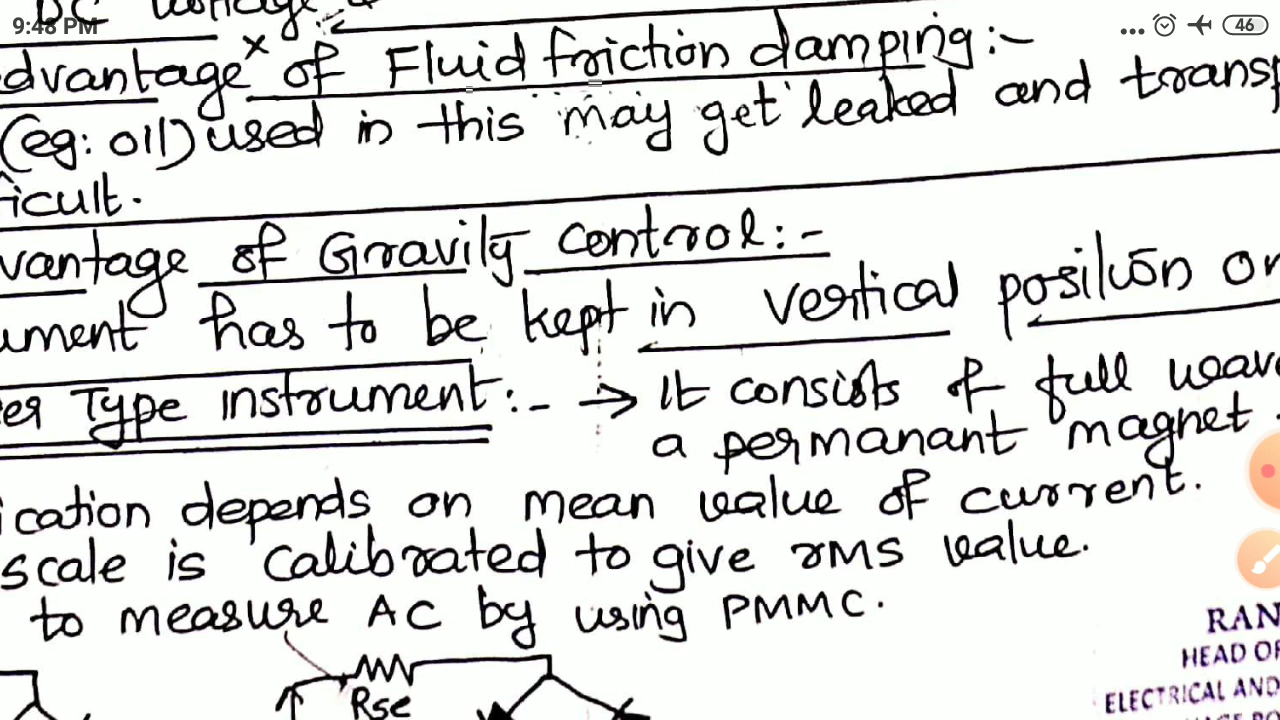 DC voltage
9:48 PM
... 46
dvantage of Fluid friction damping:-
(eg: oil) used in this may get leaked and transp
ficult.
vantage of Gravity control:-
ument has to be kept in vertical position or
er Type instrument:- → It consists of full wave
a permanant magnet
ication depends on mean value of current.
scale is calibrated to give rms value.
to measure AC by using PMMC.
Rse
RAN
HEAD OF
ELECTRICAL AND